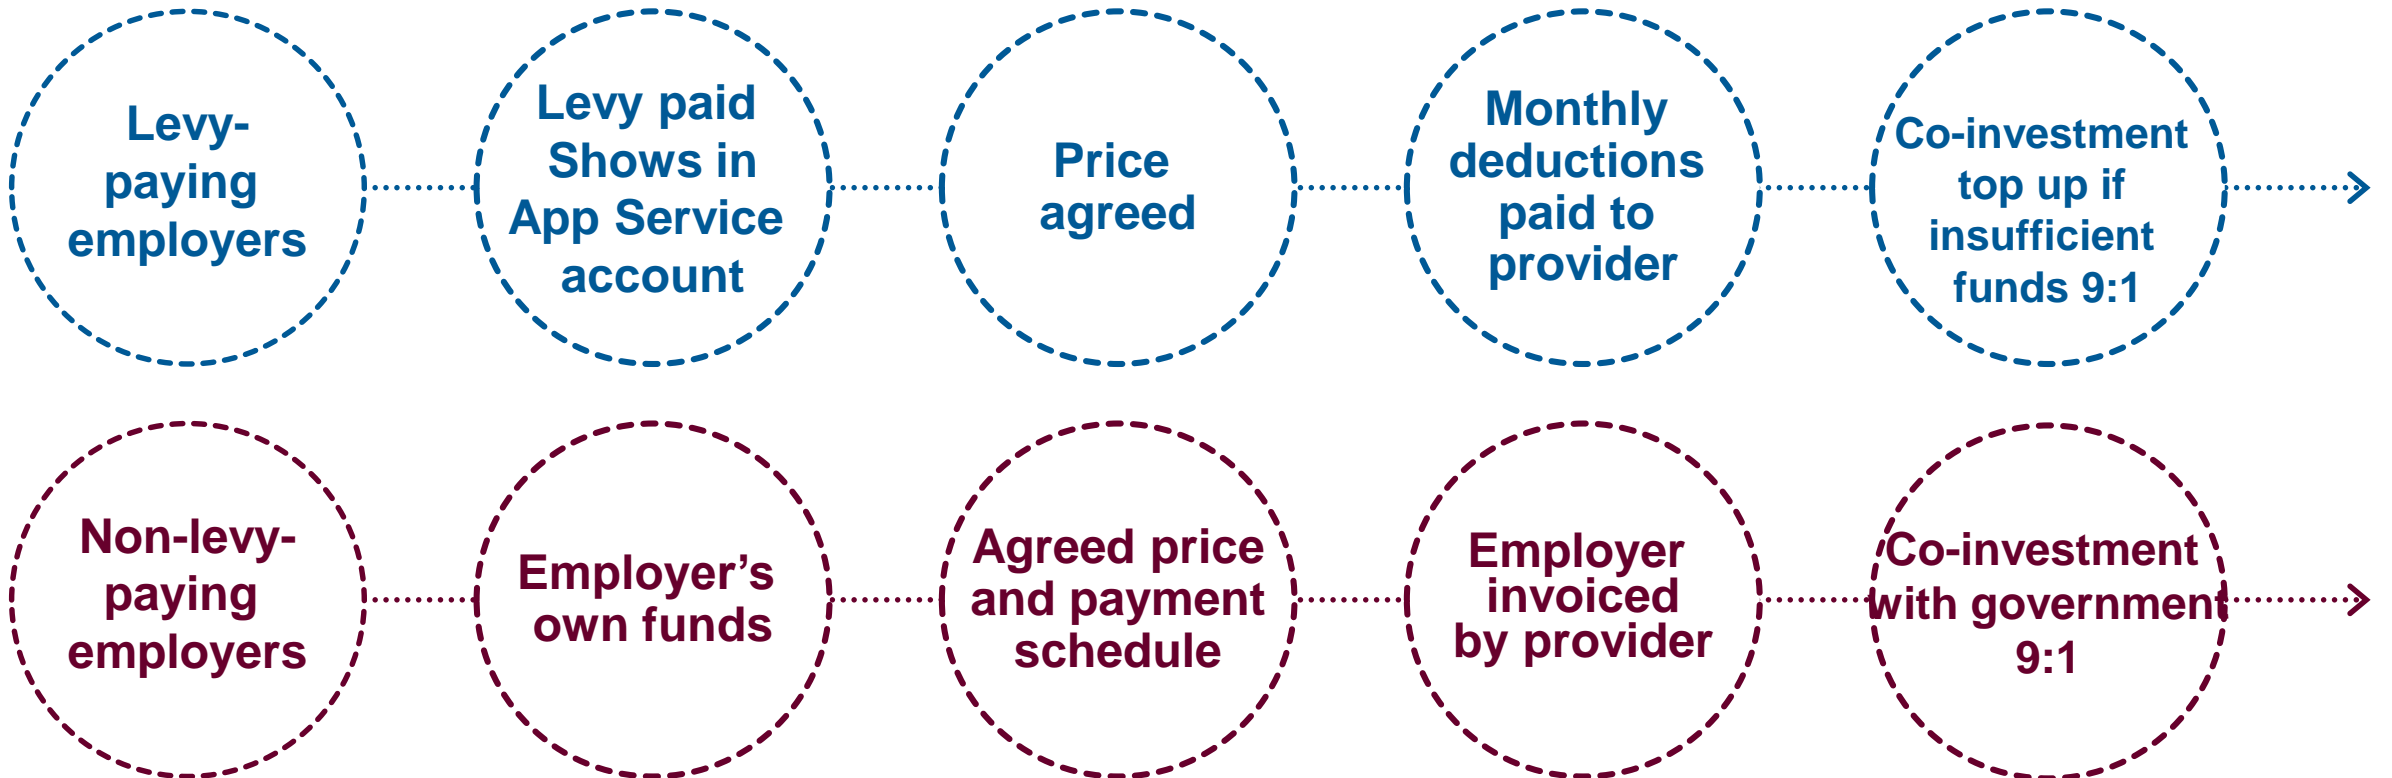 Levy-
paying
employers
Levy paid
Shows in
App Service
account
Price
agreed
Monthly
deductions
paid to
provider
Co-investment
top up if
insufficient
funds 9:1
Non-levy-
paying
employers
Employer’s
own funds
Agreed price
and payment
schedule
Employer
invoiced
by provider
Co-investment
with government
9:1